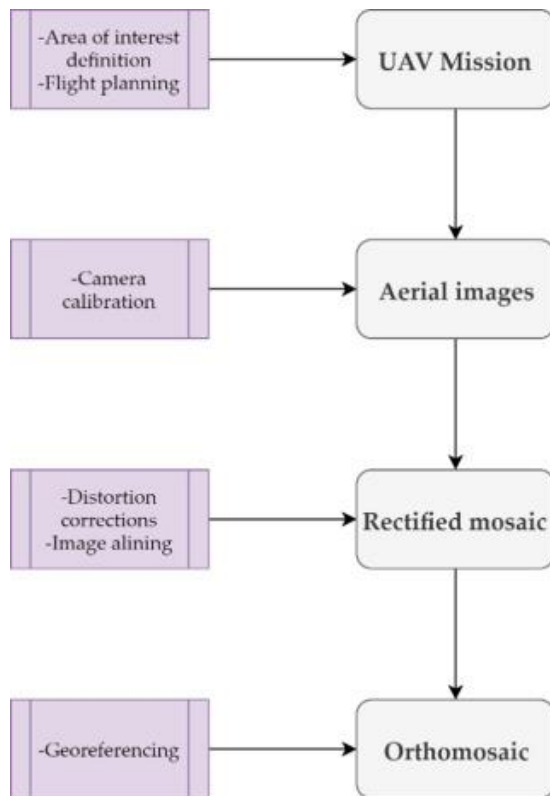 -Area of interest
definition
-Flight planning
UAV Mission
-Camera
calibration
Aerial images
-Distortion
corrections
-Image alining
Rectified mosaic
-Georeferencing
Orthomosaic